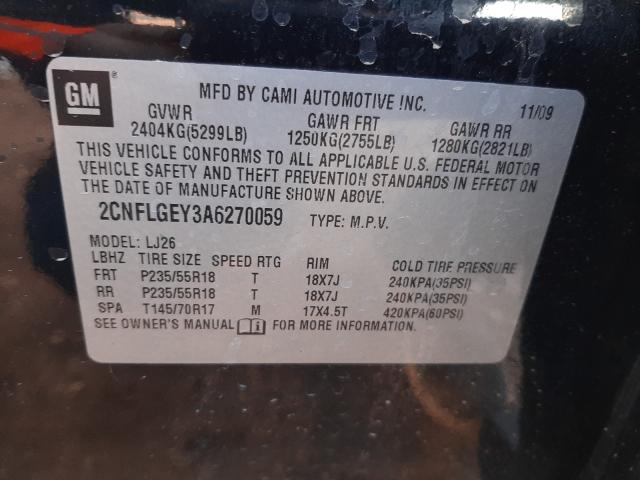 GM ®
MFD BY CAMI AUTOMOTIVE INC. 11/09
GVWR GAWR FRT GAWR RR
2404KG(5299LB) 1250KG(2755LB) 1280KG(2821LB)
THIS VEHICLE CONFORMS TO ALL APPLICABLE U.S. FEDERAL MOTOR
VEHICLE SAFETY AND THEFT PREVENTION STANDARDS IN EFFECT ON
THE DATE OF MANUFACTURE SHOWN ABOVE.
2CNFLGEY3A6270059 TYPE: M.P.V.
MODEL: LJ26
LBHZ TIRE SIZE SPEED RTG RIM COLD TIRE PRESSURE
FRT P235/55R18 T 18X7J 240KPA(35PSI)
RR P235/55R18 T 18X7J 240KPA(35PSI)
SPA T145/70R17 M 17X4.5T 420KPA(60PSI)
SEE OWNER'S MANUAL i FOR MORE INFORMATION.